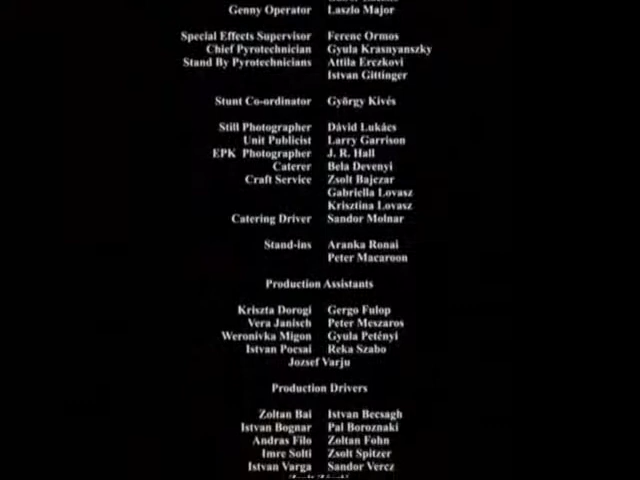 Genny Operator Laszlo Major
Special Effects Supervisor Ferenc Ormos
Chief Pyrotechnician Gyula Krasnyanszky
Stand By Pyrotechnicians Attila Erczkovi
Istvan Gittinger
Stunt Co-ordinator György Kivés
Still Photographer Dávid Lukács
Unit Publicist Larry Garrison
EPK Photographer J. R. Hall
Caterer Bela Devenyi
Craft Service Zsolt Bajczar
Gabriella Lovasz
Krisztina Lovasz
Catering Driver Sandor Molnar
Stand-ins Aranka Ronai
Peter Macaroon
Production Assistants
Kriszta Dorogi Gergo Fulop
Vera Janisch Peter Meszaros
Weronivka Migon Gyula Petényi
Istvan Pocsai Reka Szabo
Jozsef Varju
Production Drivers
Zoltan Bai Istvan Becsagh
Istvan Bognar Pal Boroznaki
Andras Filo Zoltan Fohn
Imre Solti Zsolt Spitzer
Istvan Varga Sandor Vercz